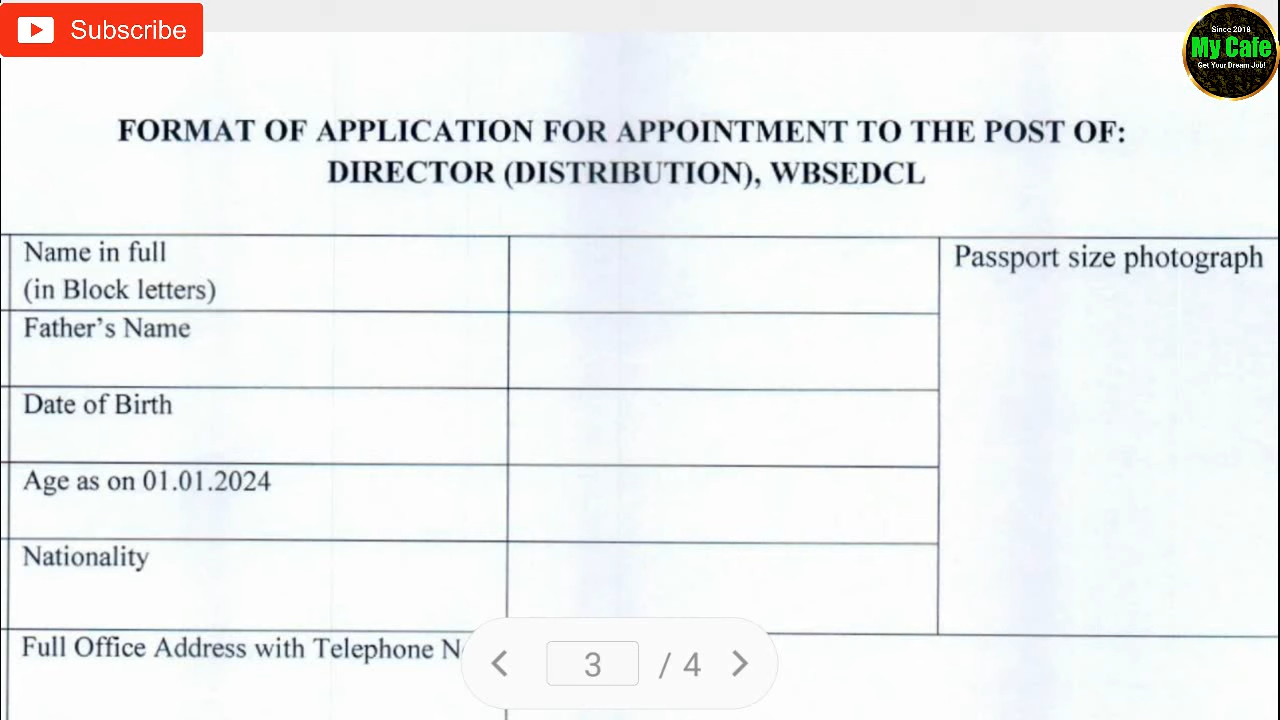 Subscribe
Since 2018
My Cafe
Get Your Dream Job!
FORMAT OF APPLICATION FOR APPOINTMENT TO THE POST OF:
DIRECTOR (DISTRIBUTION), WBSEDCL
Name in full
(in Block letters)
Passport size photograph
Father's Name
Date of Birth
Age as on 01.01.2024
Nationality
Full Office Address with Telephone N
3 / 4